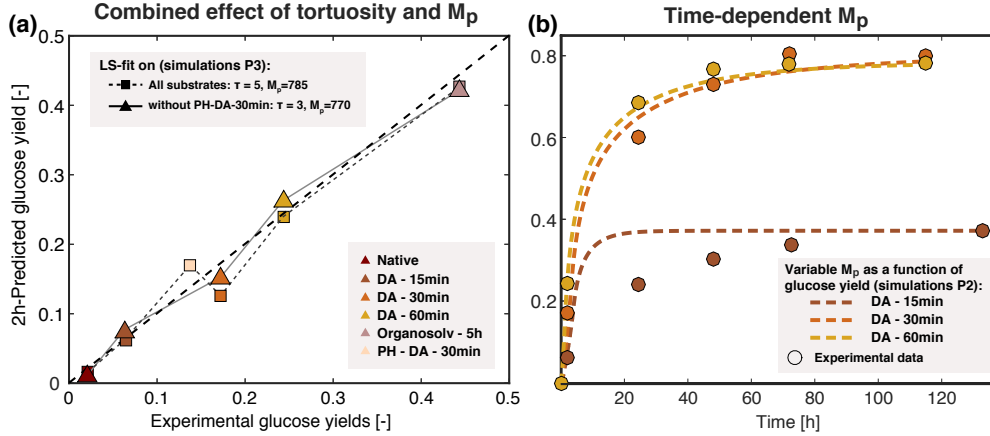 Combined effect of tortuosity and Mp
(a)
LS-fit on (simulations P3):
All substrates: τ = 5, Mp=785
without PH-DA-30min: τ = 3, Mp=770
Native
DA - 15min
DA - 30min
DA - 60min
Organosolv - 5h
PH - DA - 30min
2h-Predicted glucose yield [-]
0.5
0.4
0.3
0.2
0.1
0
0 0.1 0.2 0.3 0.4 0.5
Experimental glucose yields [-]
Time-dependent Mp
(b)
0.8
0.6
0.4
0.2
Variable Mp as a function of
glucose yield (simulations P2):
DA - 15min
DA - 30min
DA - 60min
Experimental data
20 40 60 80 100 120
Time [h]